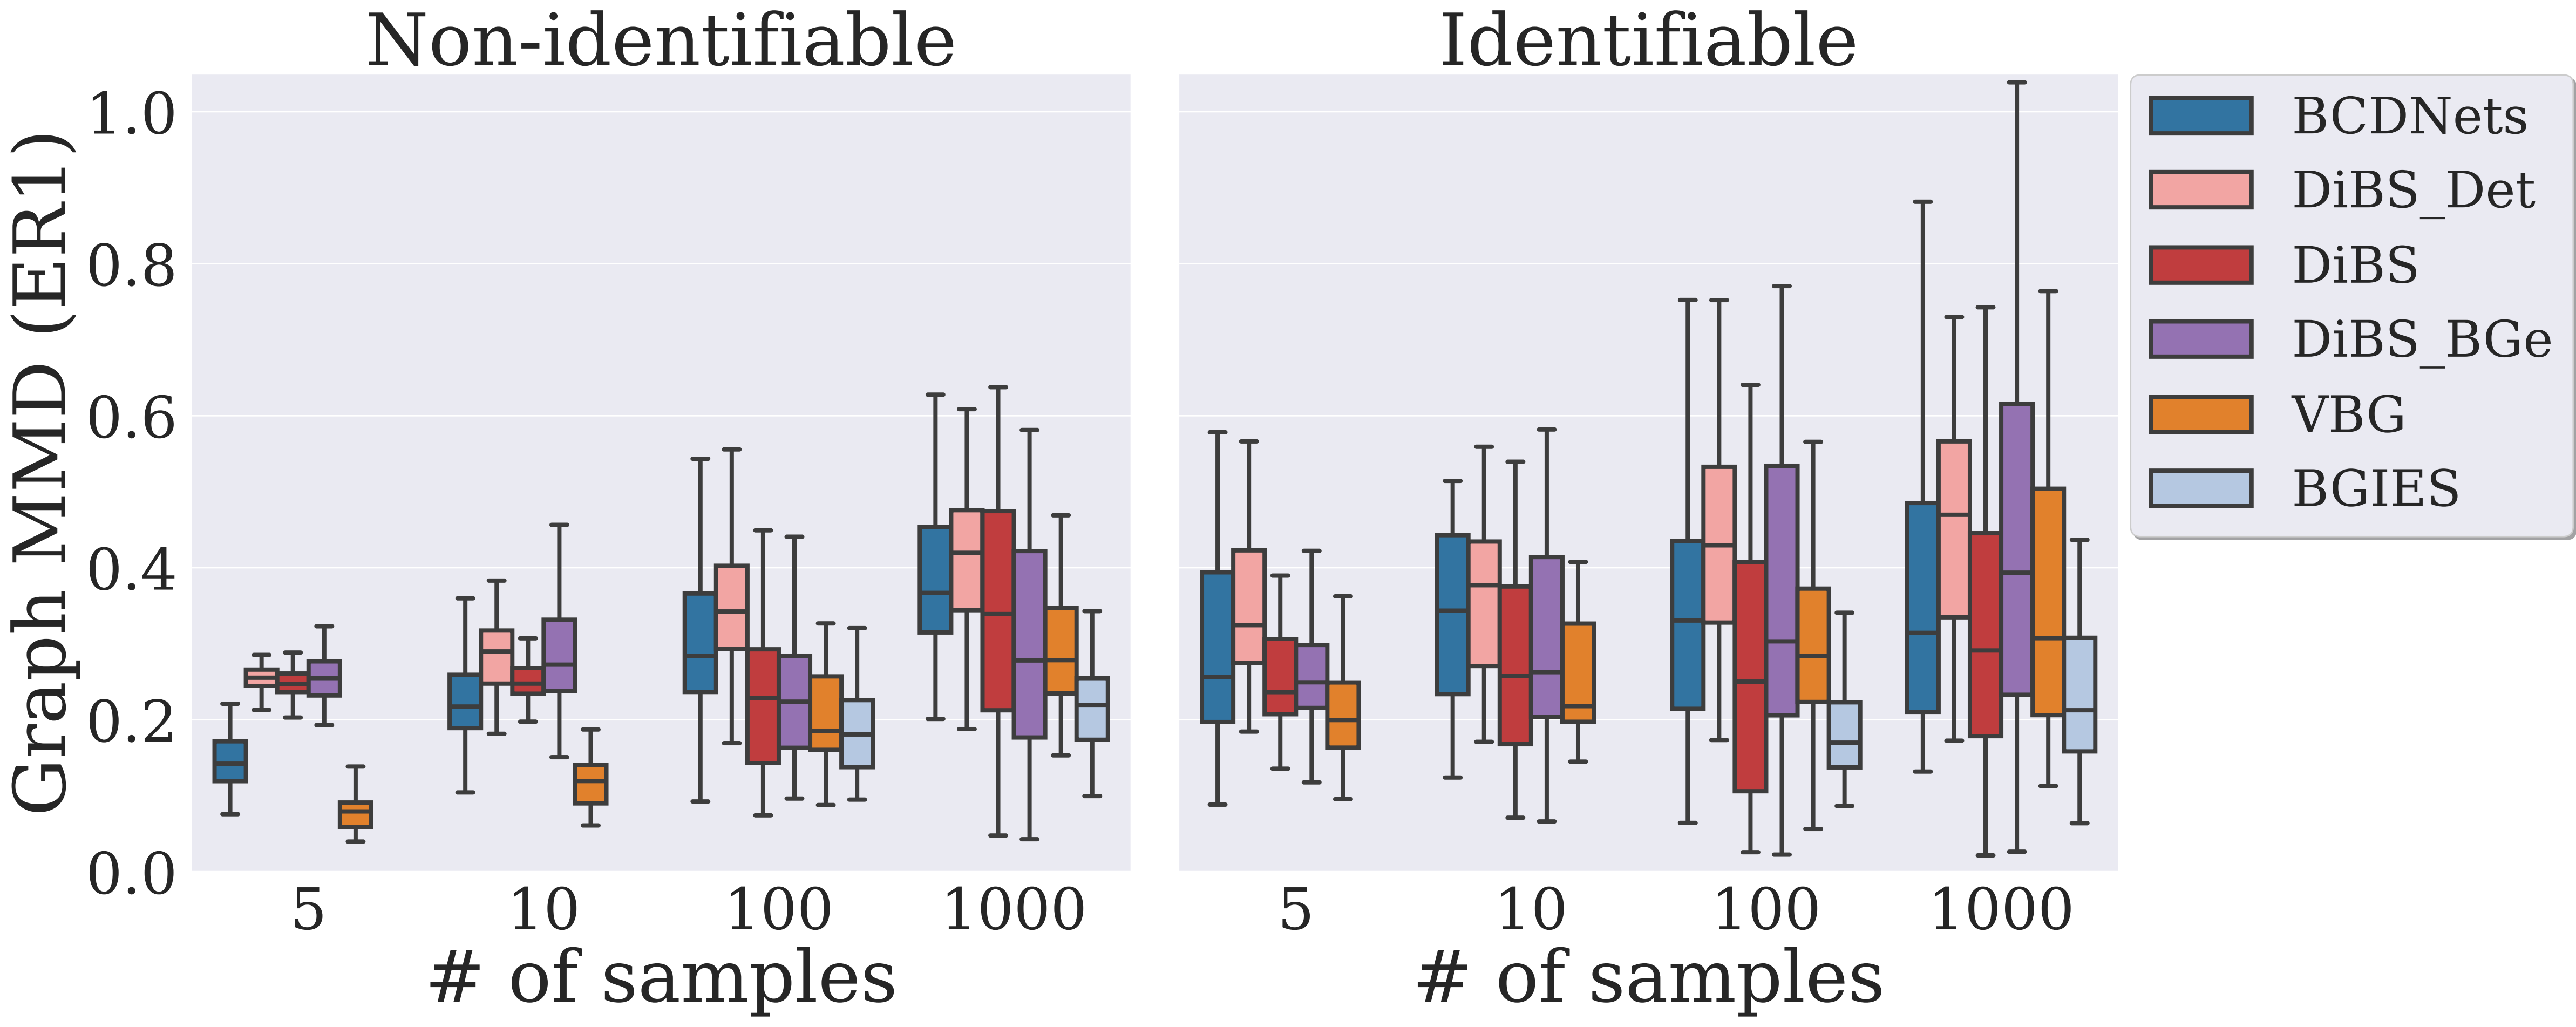 Non-identifiable
Identifiable
Graph MMD (ER1)
1.0
0.8
0.6
0.4
0.2
0.0
5 10 100 1000
5 10 100 1000
# of samples
# of samples
BCDNets
DiBS_Det
DiBS
DiBS_BGe
VBG
BGIES